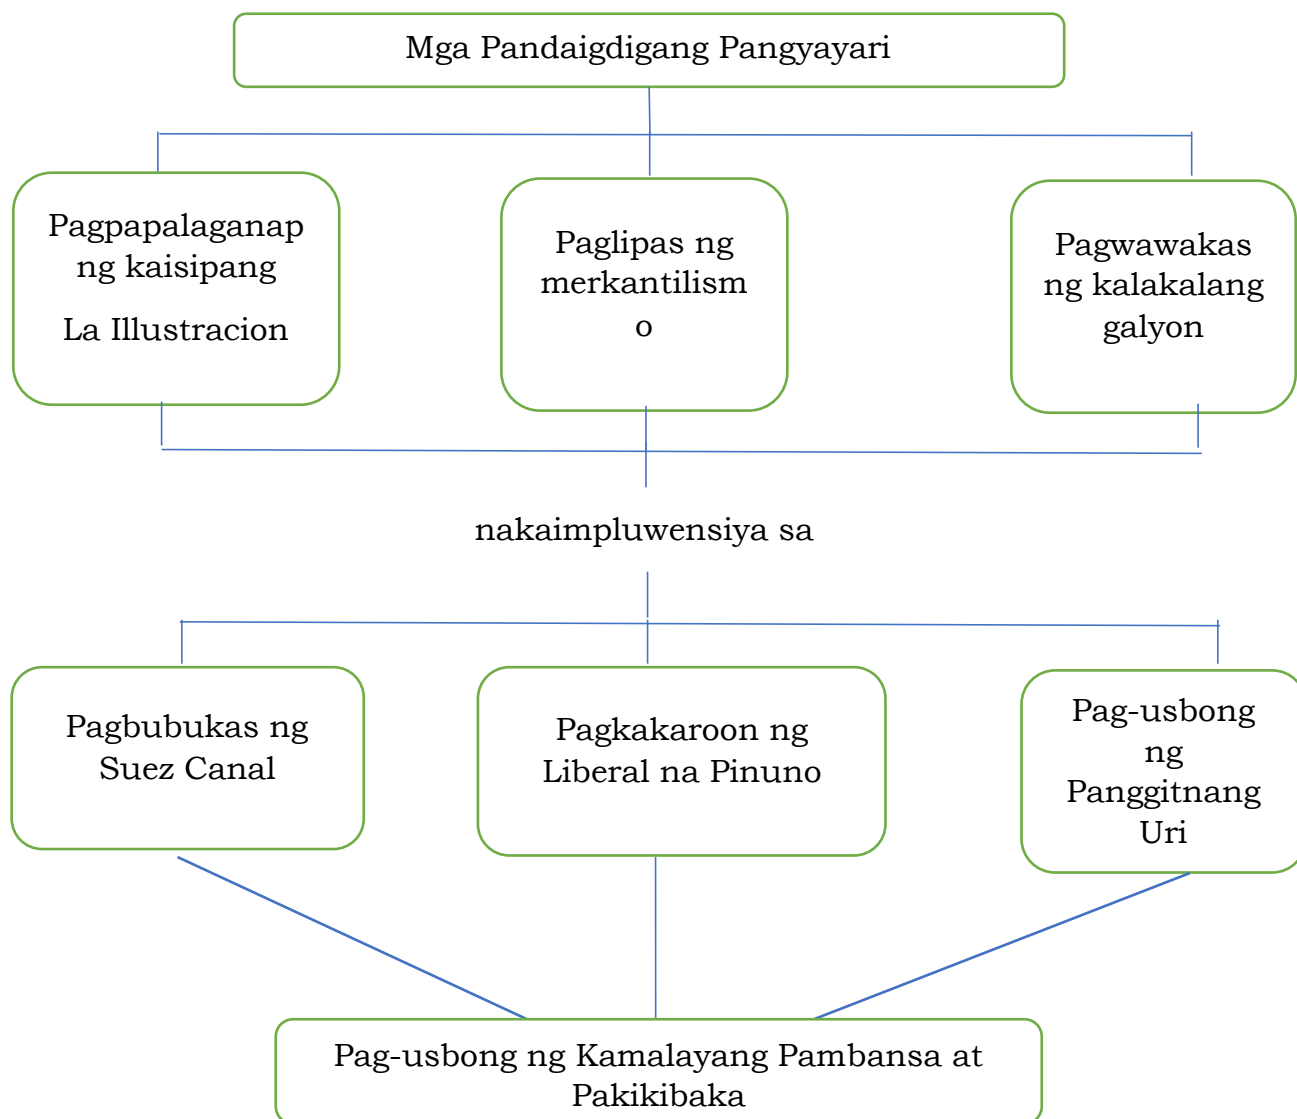 Mga Pandaigdigang Pangyayari
Pagpapalaganap
ng kaisipang
La Illustracion
Paglipas ng
merkantilism
o
Pagwawakas
ng kalakalang
galyon
nakaimpluwensiya sa
Pagbubukas ng
Suez Canal
Pagkakaroon ng
Liberal na Pinuno
Pag-usbong
ng
Panggitnang
Uri
Pag-usbong ng Kamalayang Pambansa at
Pakikibaka